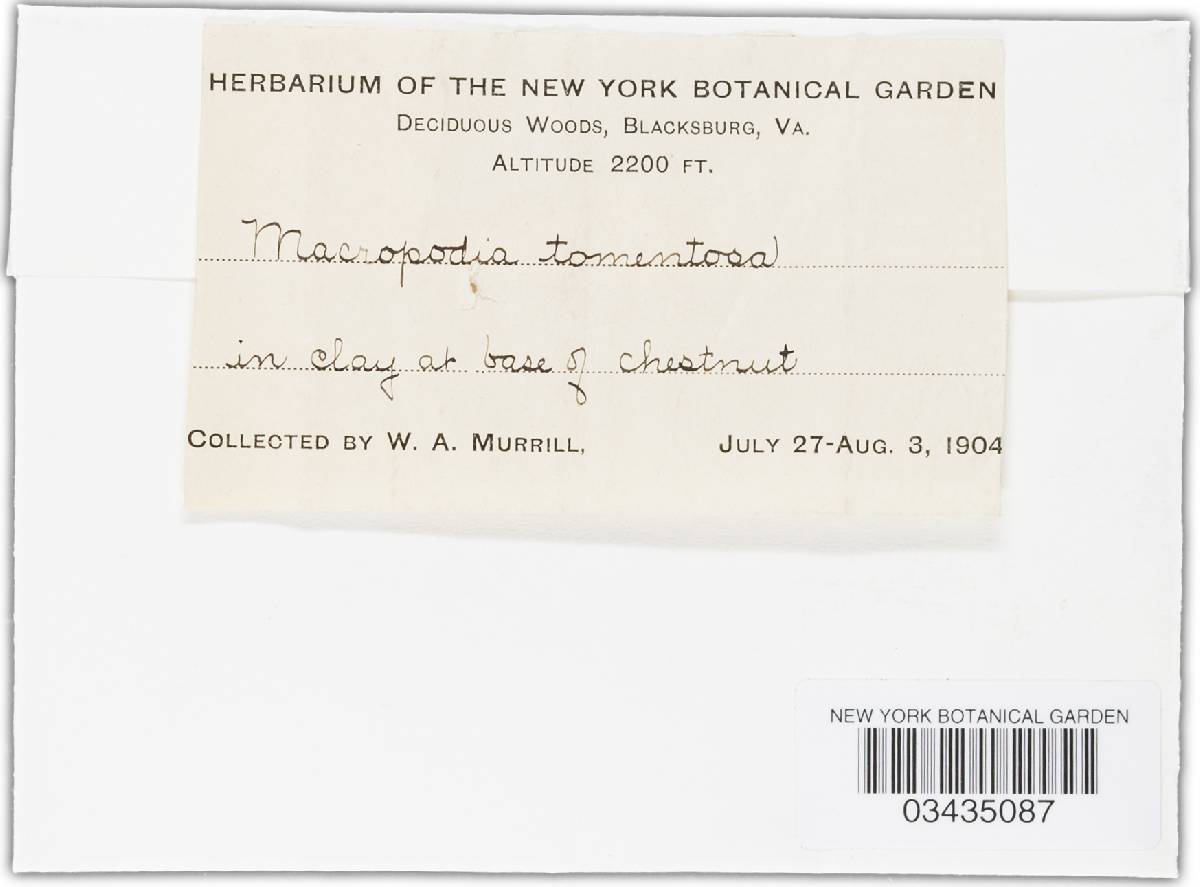 HERBARIUM OF THE NEW YORK BOTANICAL GARDEN
DECIDUOUS WOODS, BLACKSBURG, VA.
ALTITUDE 2200 FT.
Macropodia tomentosa
in clay at base of chestnut
COLLECTED BY W. A. MURRILL, JULY 27-AUG. 3, 1904
NEW YORK BOTANICAL GARDEN
03435087